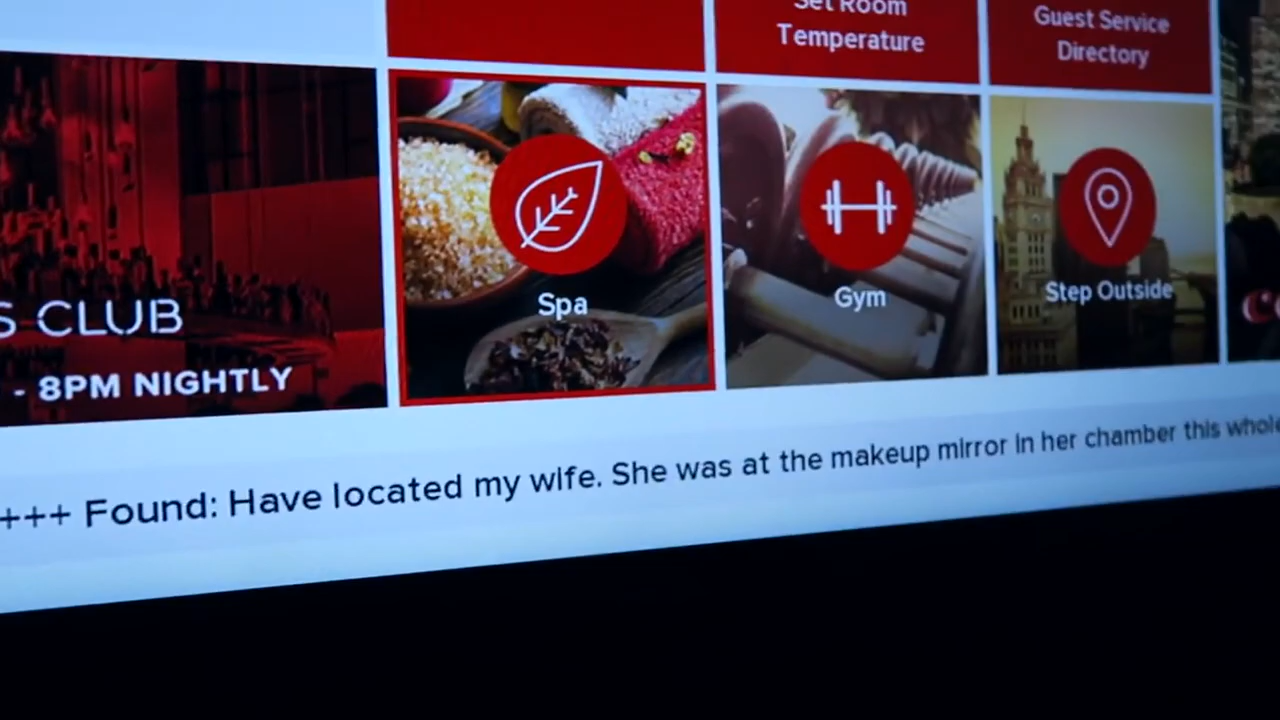 Set Room
Temperature
Guest Service
Directory
S CLUB
- 8PM NIGHTLY
Spa
Gym
Step Outside
+++ Found: Have located my wife. She was at the makeup mirror in her chamber this whole